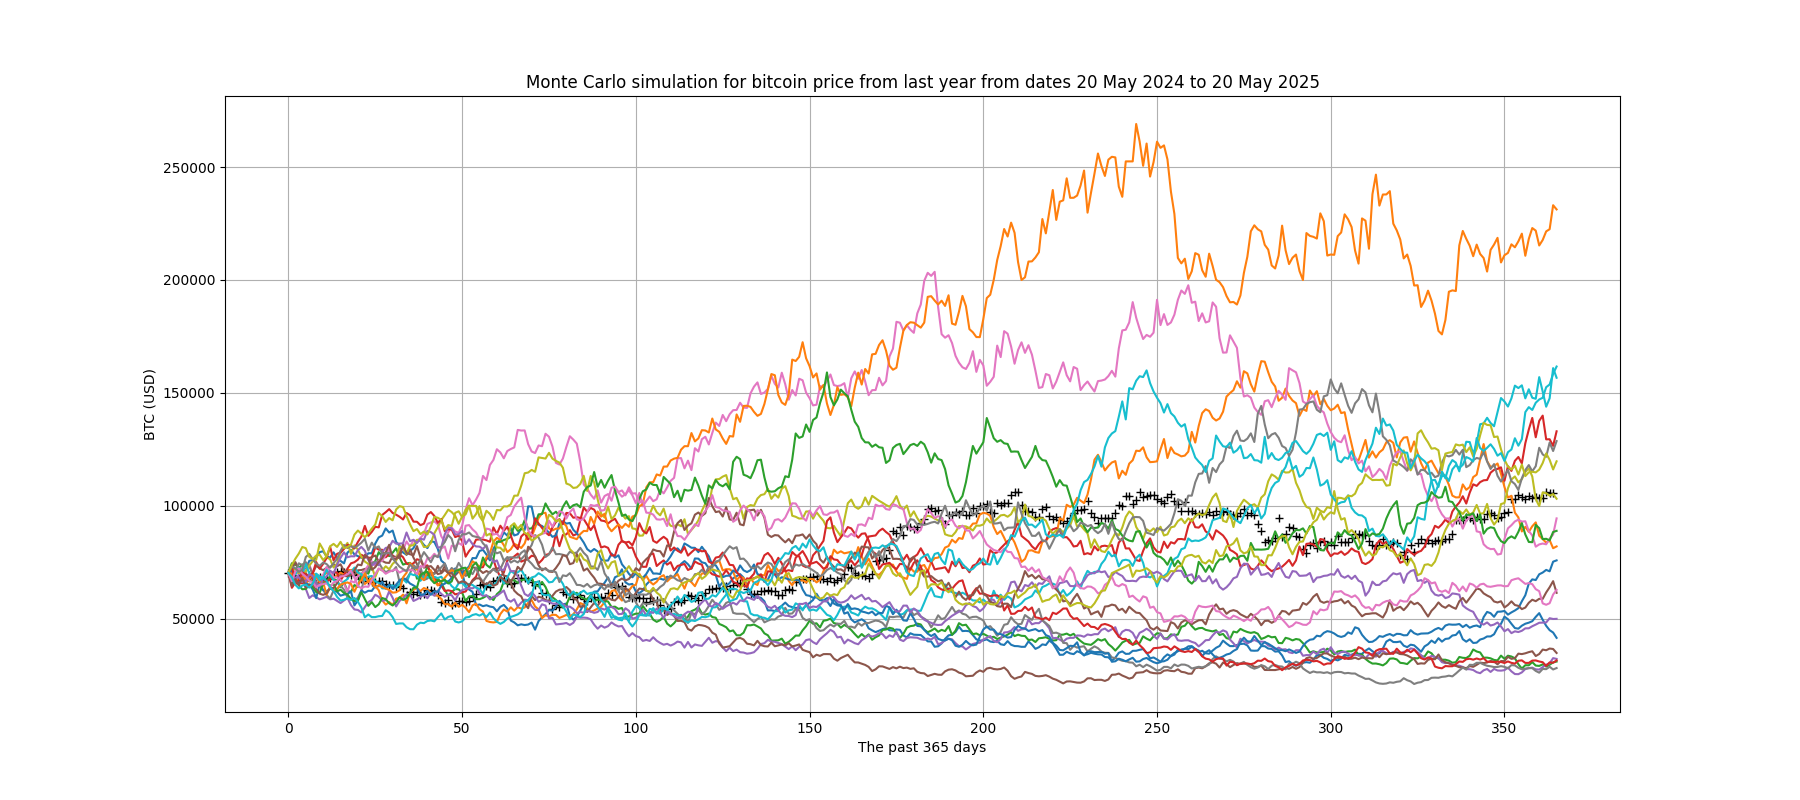 Monte Carlo simulation for bitcoin price from last year from dates 20 May 2024 to 20 May 2025
250000
200000
150000
100000
50000
BTC (USD)
0 50 100 150 200 250 300 350
The past 365 days